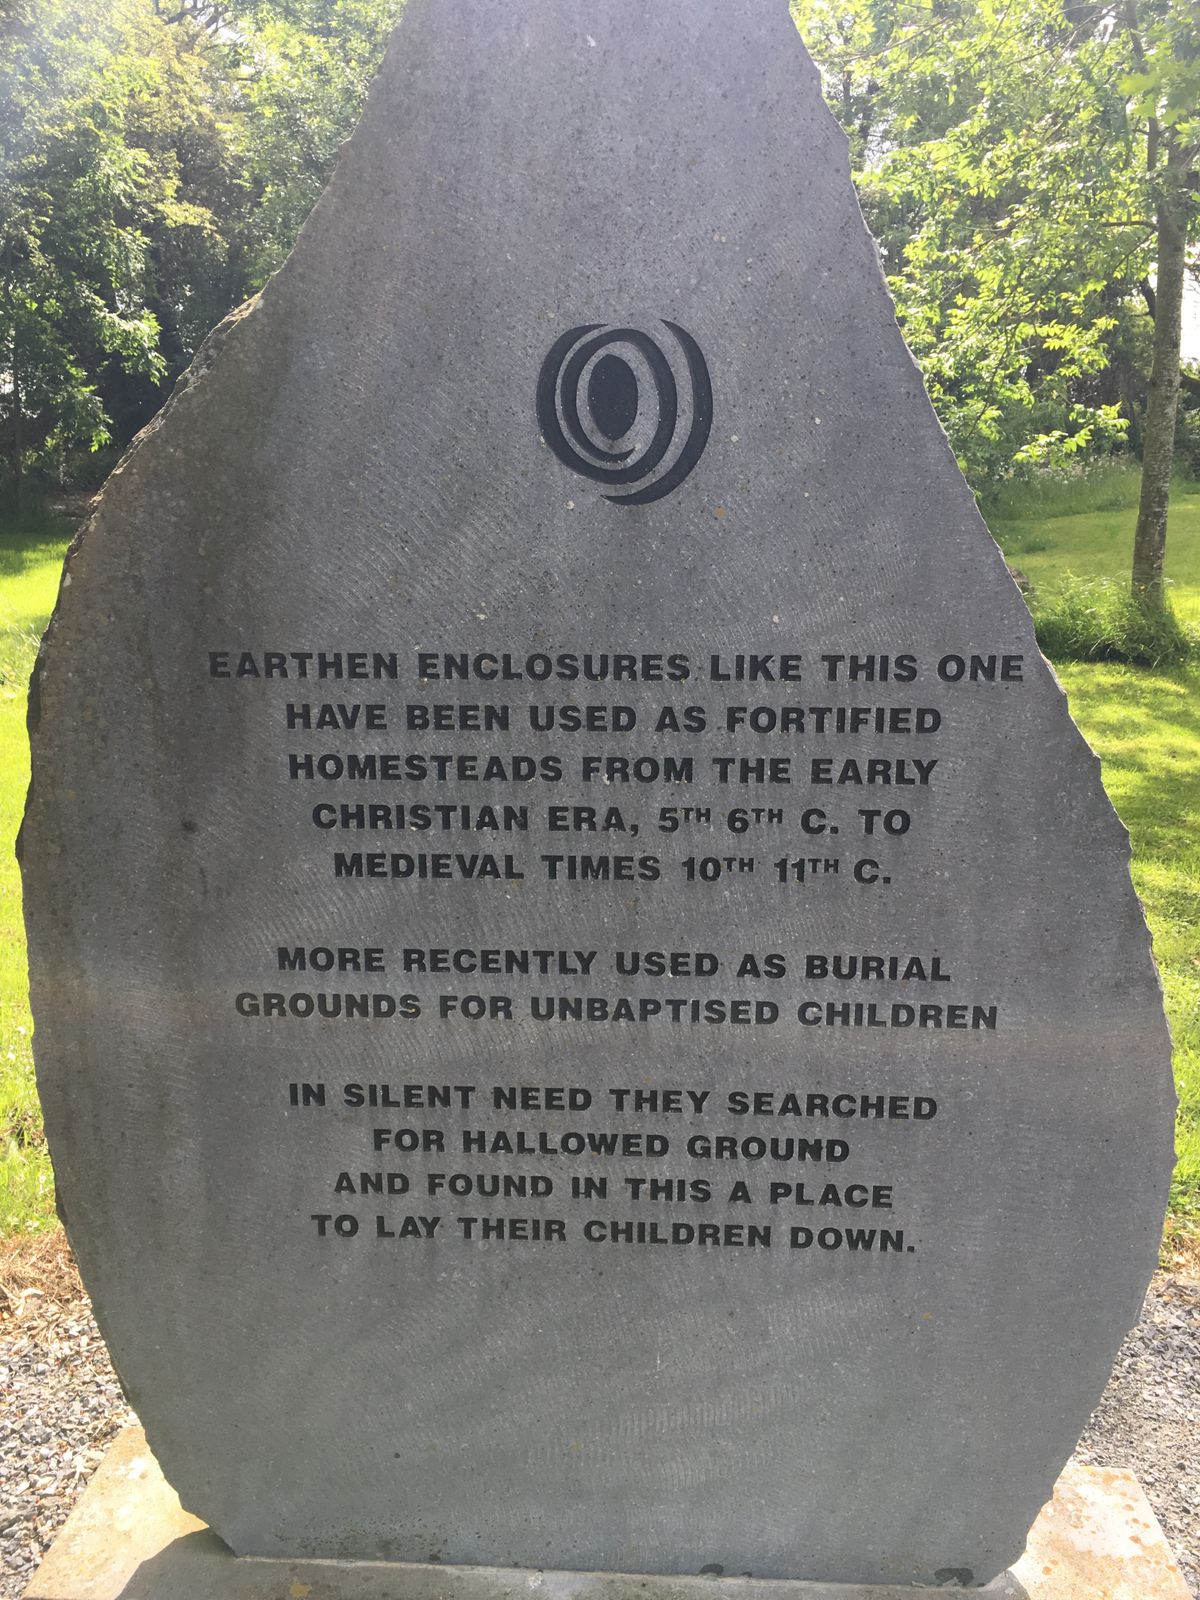 EARTHEN ENCLOSURES LIKE THIS ONE
HAVE BEEN USED AS FORTIFIED
HOMESTEADS FROM THE EARLY
CHRISTIAN ERA, 5TH 6TH C. TO
MEDIEVAL TIMES 10TH 11TH C.
MORE RECENTLY USED AS BURIAL
GROUNDS FOR UNBAPTISED CHILDREN
IN SILENT NEED THEY SEARCHED
FOR HALLOWED GROUND
AND FOUND IN THIS A PLACE
TO LAY THEIR CHILDREN DOWN.